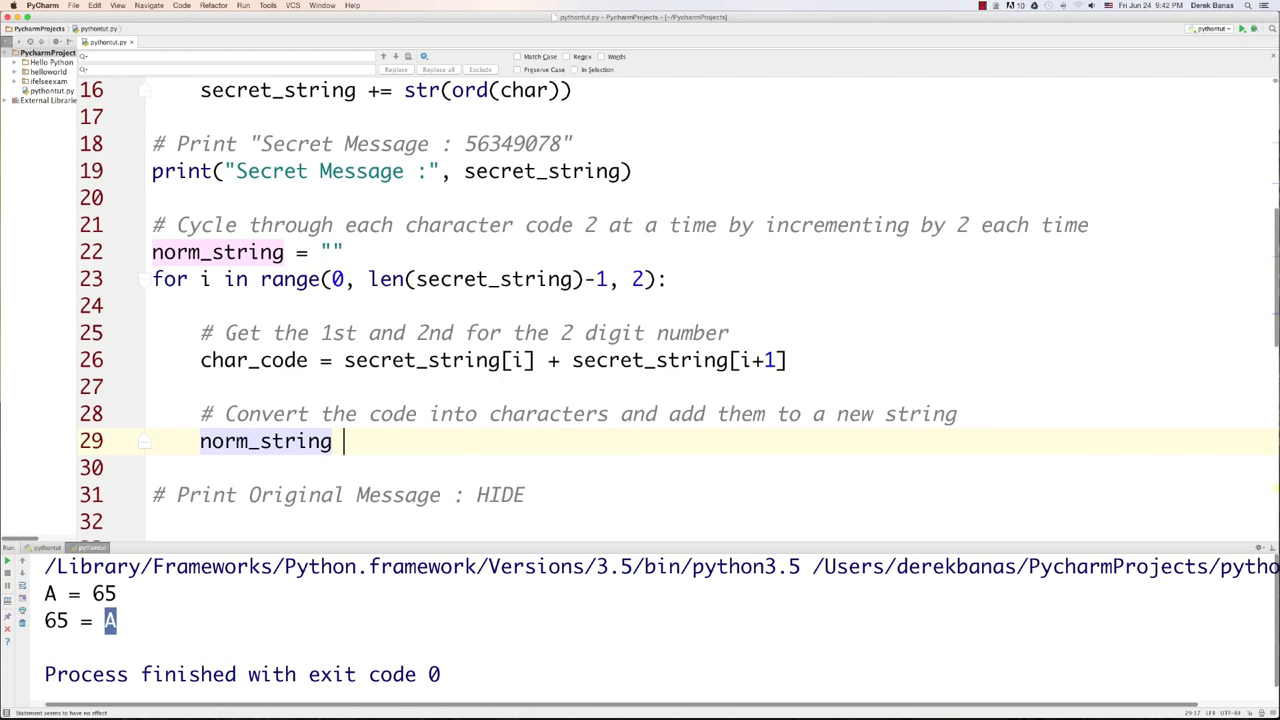 PyCharm File Edit View Navigate Code Refactor Run Tools VCS Window Help 10 Fri Jun 24 9:42 PM Derek Banas
pythontut.py - PycharmProjects - [~/PycharmProjects]
PycharmProjects pythontut.py pythontut
pythontut.py
Match Case Regex Words
Replace Replace all Exclude Preserve Case In Selection
PycharmProject
Hello Python
helloworld
ifelseexam
pythontut.py
External Librarie
16 secret_string += str(ord(char))
17
18 # Print "Secret Message : 56349078"
19 print("Secret Message :", secret_string)
20
21 # Cycle through each character code 2 at a time by incrementing by 2 each time
22 norm_string = ""
23 for i in range(0, len(secret_string)-1, 2):
24
25 # Get the 1st and 2nd for the 2 digit number
26 char_code = secret_string[i] + secret_string[i+1]
27
28 # Convert the code into characters and add them to a new string
29 norm_string
30
31 # Print Original Message : HIDE
32
Run: pythontut pythontut
/Library/Frameworks/Python.framework/Versions/3.5/bin/python3.5 /Users/derekbanas/PycharmProjects/pytho
A = 65
65 = A
Process finished with exit code 0
Statement seems to have no effect 29:17 LF÷ UTF-8÷